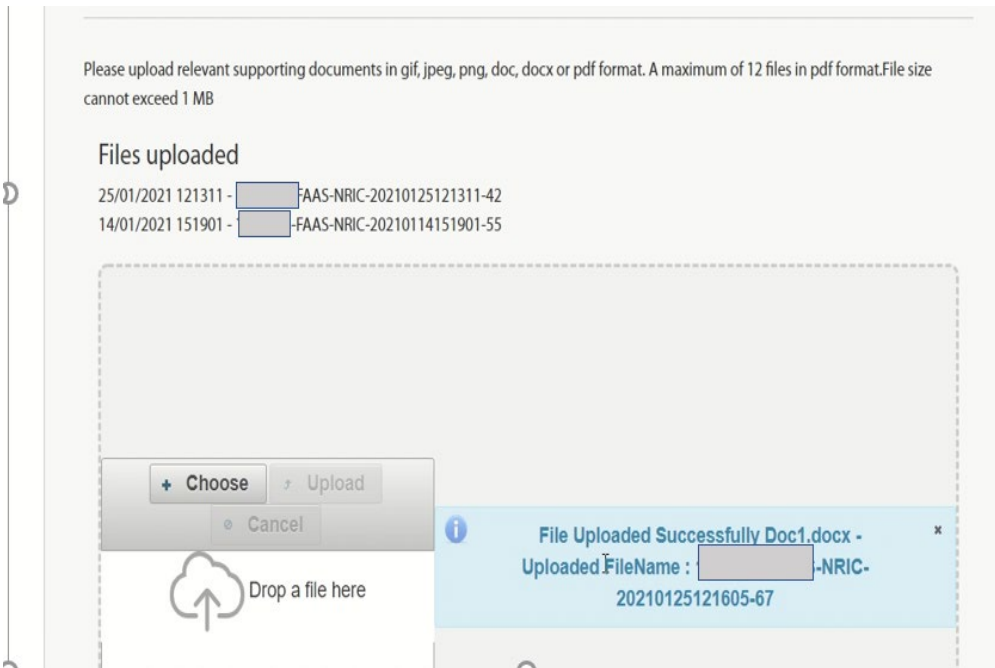 Please upload relevant supporting documents in gif, jpeg, png, doc, docx or pdf format. A maximum of 12 files in pdf format.File size
cannot exceed 1 MB
Files uploaded
25/01/2021 121311 - FAAS-NRIC-20210125121311-42
14/01/2021 151901 - -FAAS-NRIC-20210114151901-55
+ Choose
Upload
Cancel
Drop a file here
File Uploaded Successfully Doc1.docx -
Uploaded FileName : -NRIC-
20210125121605-67
x